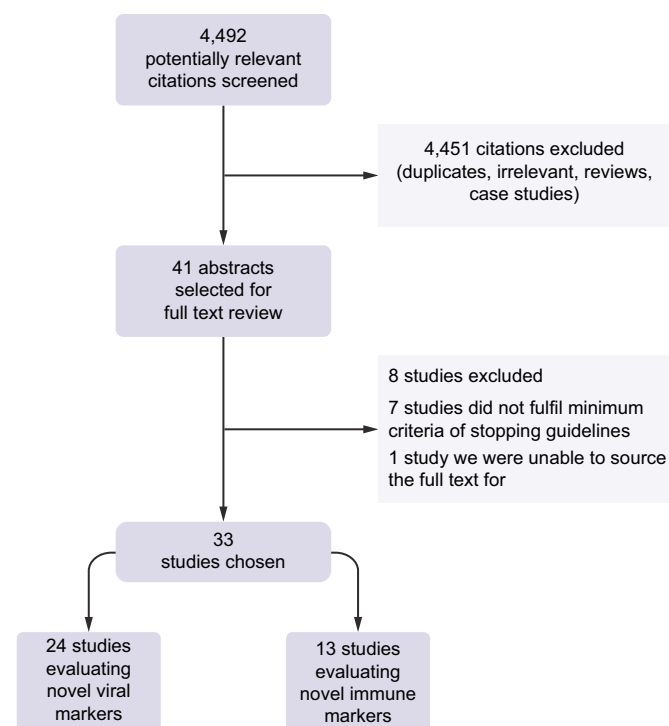 4,492
potentially relevant
citations screened
4,451 citations excluded
(duplicates, irrelevant, reviews,
case studies)
41 abstracts
selected for
full text review
8 studies excluded
7 studies did not fulfil minimum
criteria of stopping guidelines
1 study we were unable to source
the full text for
33
studies chosen
24 studies
evaluating
novel viral
markers
13 studies
evaluating
novel immune
markers